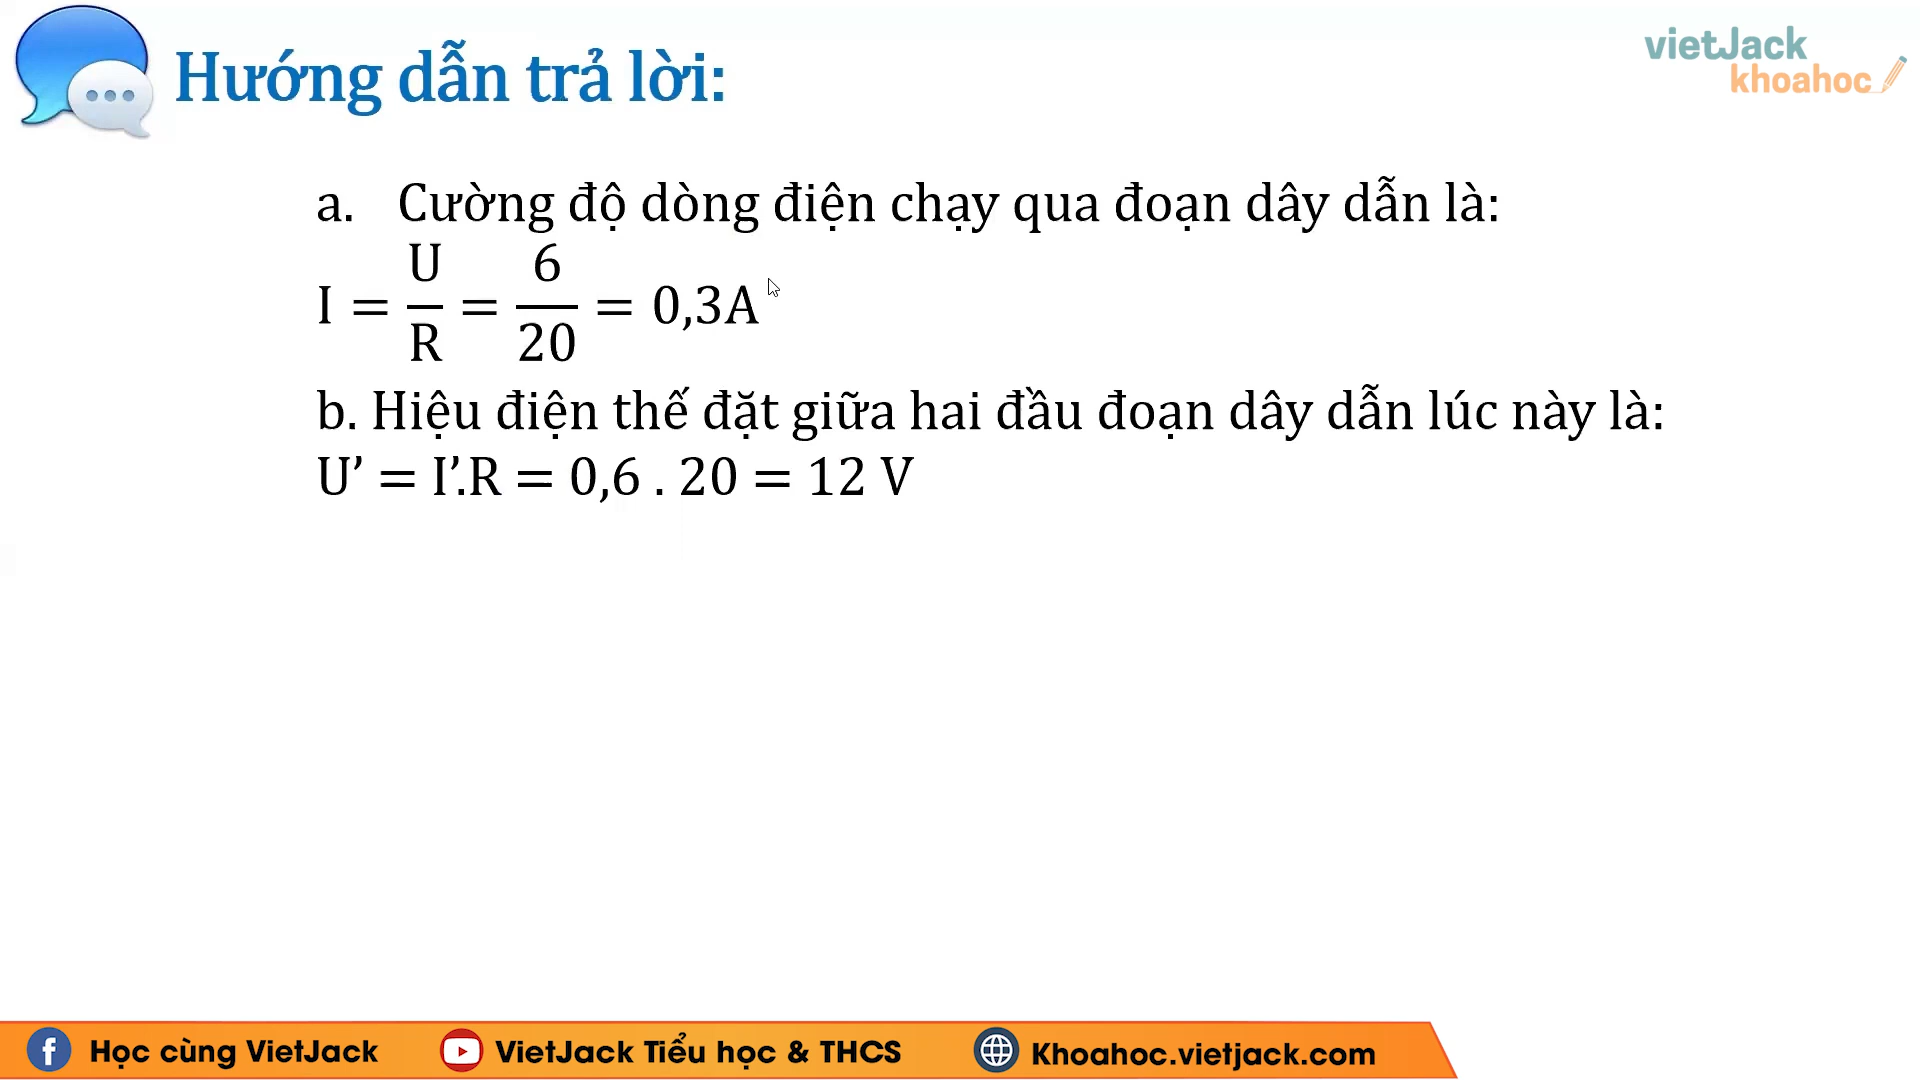 Hướng dẫn trả lời:
vietJack
khoahoc
a. Cường độ dòng điện chạy qua đoạn dây dẫn là:
I = U/R = 6/20 = 0,3A
b. Hiệu điện thế đặt giữa hai đầu đoạn dây dẫn lúc này là:
U’ = I’.R = 0,6 . 20 = 12 V
Học cùng VietJack
VietJack Tiểu học & THCS
Khoahoc.vietjack.com